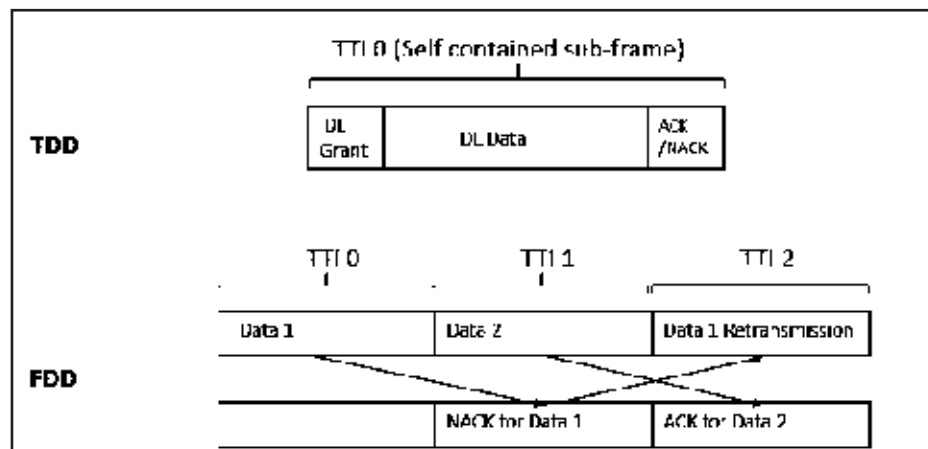 TTI 0 (Self contained sub-frame)
TDD
DL
Grant
DL Data
ACK
/NACK
TTI 0
TTI 1
TTI 2
Data 1
Data 2
Data 1 Retransmission
FDD
NACK for Data 1
ACK for Data 2